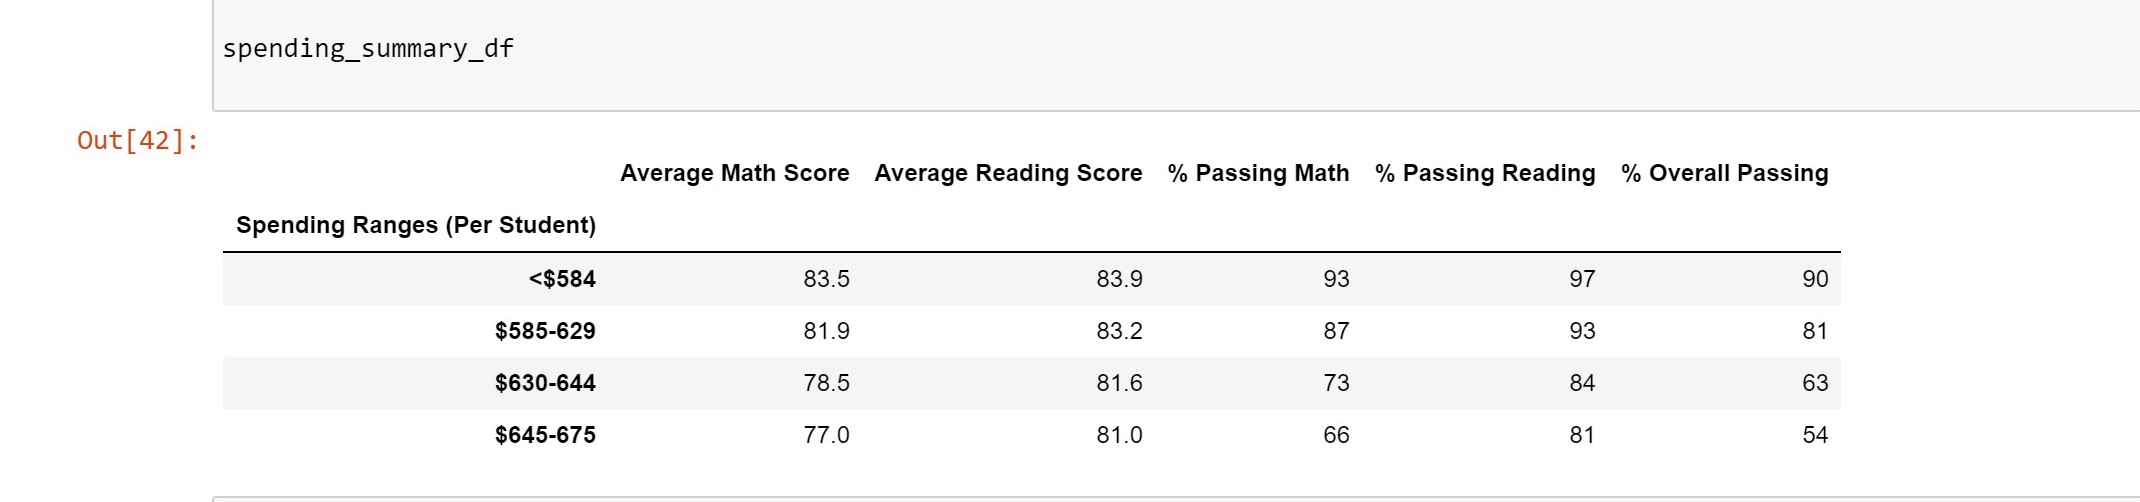 spending_summary_df
Out[42]:
Average Math Score Average Reading Score % Passing Math % Passing Reading % Overall Passing
Spending Ranges (Per Student)
<$584 83.5 83.9 93 97 90
$585-629 81.9 83.2 87 93 81
$630-644 78.5 81.6 73 84 63
$645-675 77.0 81.0 66 81 54